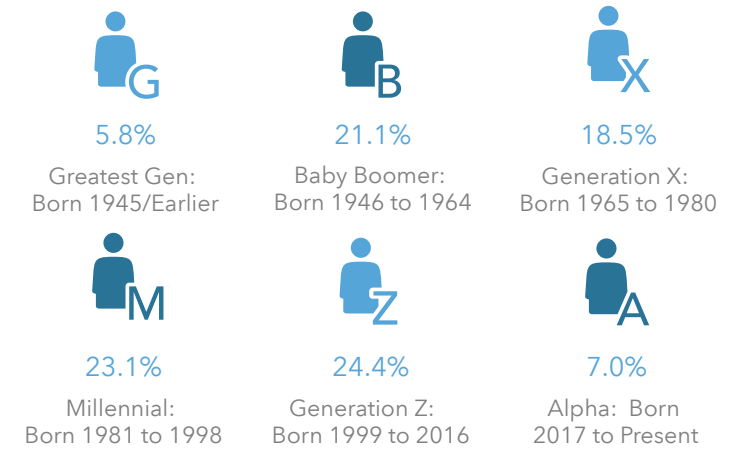 G
B
X
5.8%
21.1%
18.5%
Greatest Gen:
Born 1945/Earlier
Baby Boomer:
Born 1946 to 1964
Generation X:
Born 1965 to 1980
M
Z
A
23.1%
24.4%
7.0%
Millennial:
Born 1981 to 1998
Generation Z:
Born 1999 to 2016
Alpha:  Born
2017 to Present